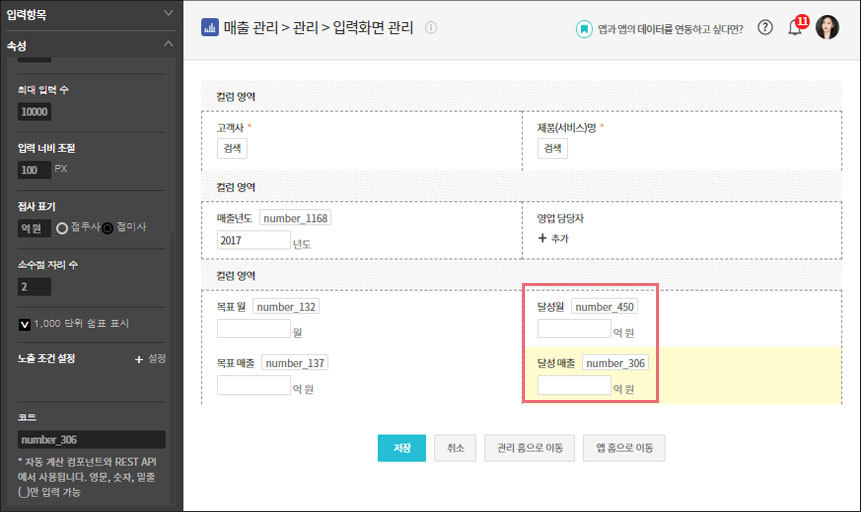 입력항목
속성
최대 입력 수
10000
입력 너비 조절
100 PX
접사 표기
억 원 접두사 접미사
소수점 자리 수
2
1,000 단위 쉼표 표시
노출 조건 설정 + 설정
코드
number_306
* 자동 계산 컴포넌트와 REST API
에서 사용됩니다. 영문, 숫자, 밑줄
(_)만 입력 가능
매출 관리 > 관리 > 입력화면 관리
앱과 앱의 데이터를 연동하고 싶다면?
11
컬럼 영역
고객사 * 제품(서비스)명 *
검색 검색
컬럼 영역
매출년도 number_1168 영업 담당자
2017 년도 + 추가
컬럼 영역
목표 월 number_132 달성월 number_450
월 억 원
목표 매출 number_137 달성 매출 number_306
억 원 억 원
저장 취소 관리 홈으로 이동 앱 홈으로 이동